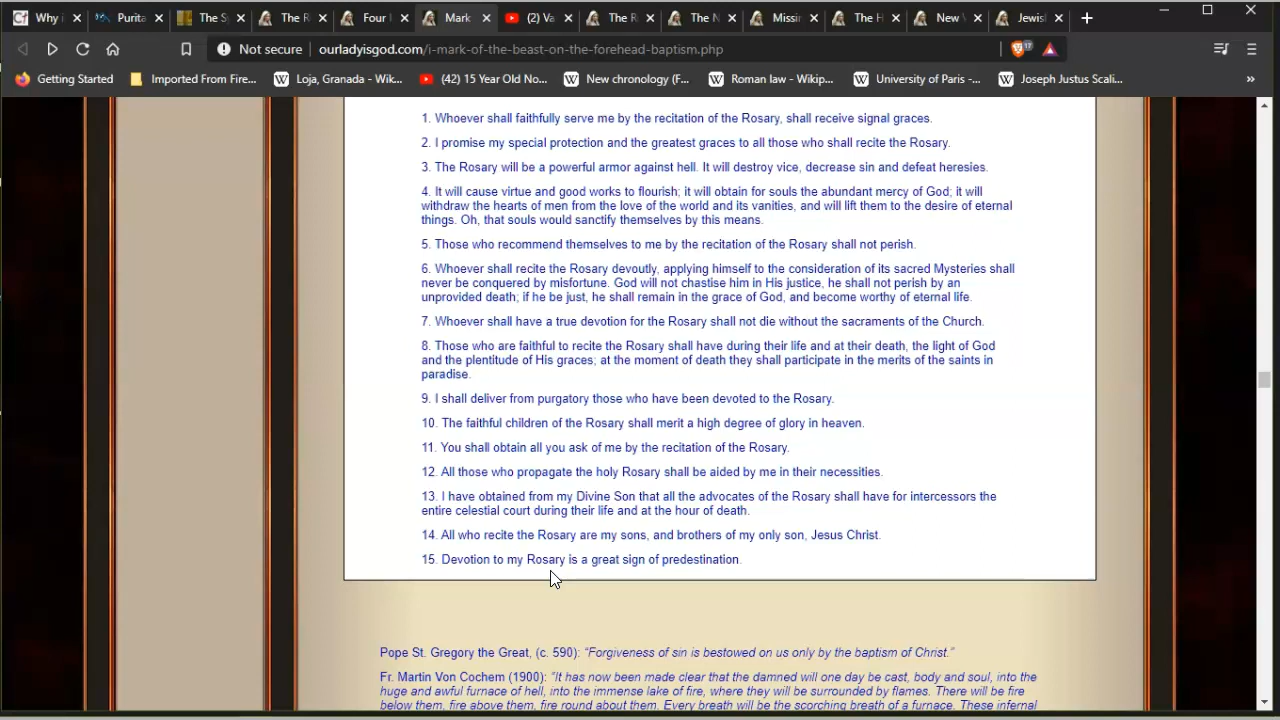 Why i
Purita
The S
The R
Four I
Mark
(2) Va
The R
The N
Missir
The H
New V
Jewis
Not secure
ourladyisgod.com/i-mark-of-the-beast-on-the-forehead-baptism.php
17
Getting Started
Imported From Fire...
Loja, Granada - Wik...
(42) 15 Year Old No...
New chronology (F...
Roman law - Wikip...
University of Paris -...
Joseph Justus Scali...
»
1. Whoever shall faithfully serve me by the recitation of the Rosary, shall receive signal graces.
2. I promise my special protection and the greatest graces to all those who shall recite the Rosary.
3. The Rosary will be a powerful armor against hell. It will destroy vice, decrease sin and defeat heresies.
4. It will cause virtue and good works to flourish; it will obtain for souls the abundant mercy of God; it will
withdraw the hearts of men from the love of the world and its vanities, and will lift them to the desire of eternal
things. Oh, that souls would sanctify themselves by this means.
5. Those who recommend themselves to me by the recitation of the Rosary shall not perish.
6. Whoever shall recite the Rosary devoutly, applying himself to the consideration of its sacred Mysteries shall
never be conquered by misfortune. God will not chastise him in His justice, he shall not perish by an
unprovided death; if he be just, he shall remain in the grace of God, and become worthy of eternal life.
7. Whoever shall have a true devotion for the Rosary shall not die without the sacraments of the Church.
8. Those who are faithful to recite the Rosary shall have during their life and at their death, the light of God
and the plentitude of His graces; at the moment of death they shall participate in the merits of the saints in
paradise.
9. I shall deliver from purgatory those who have been devoted to the Rosary.
10. The faithful children of the Rosary shall merit a high degree of glory in heaven.
11. You shall obtain all you ask of me by the recitation of the Rosary.
12. All those who propagate the holy Rosary shall be aided by me in their necessities.
13. I have obtained from my Divine Son that all the advocates of the Rosary shall have for intercessors the
entire celestial court during their life and at the hour of death.
14. All who recite the Rosary are my sons, and brothers of my only son, Jesus Christ.
15. Devotion to my Rosary is a great sign of predestination.
Pope St. Gregory the Great, (c. 590): “Forgiveness of sin is bestowed on us only by the baptism of Christ.”
Fr. Martin Von Cochem (1900): “It has now been made clear that the damned will one day be cast, body and soul, into the
huge and awful furnace of hell, into the immense lake of fire, where they will be surrounded by flames. There will be fire
below them, fire above them, fire round about them. Every breath will be the scorching breath of a furnace. These infernal